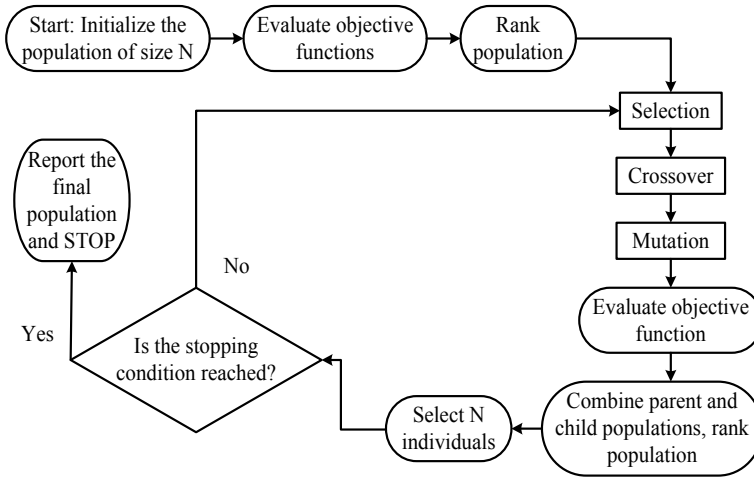 Start: Initialize the
population of size N
Evaluate objective
functions
Rank
population
Selection
Crossover
Mutation
Evaluate objective
function
Combine parent and
child populations, rank
population
Select N
individuals
Is the stopping
condition reached?
No
Yes
Report the
final
population
and STOP